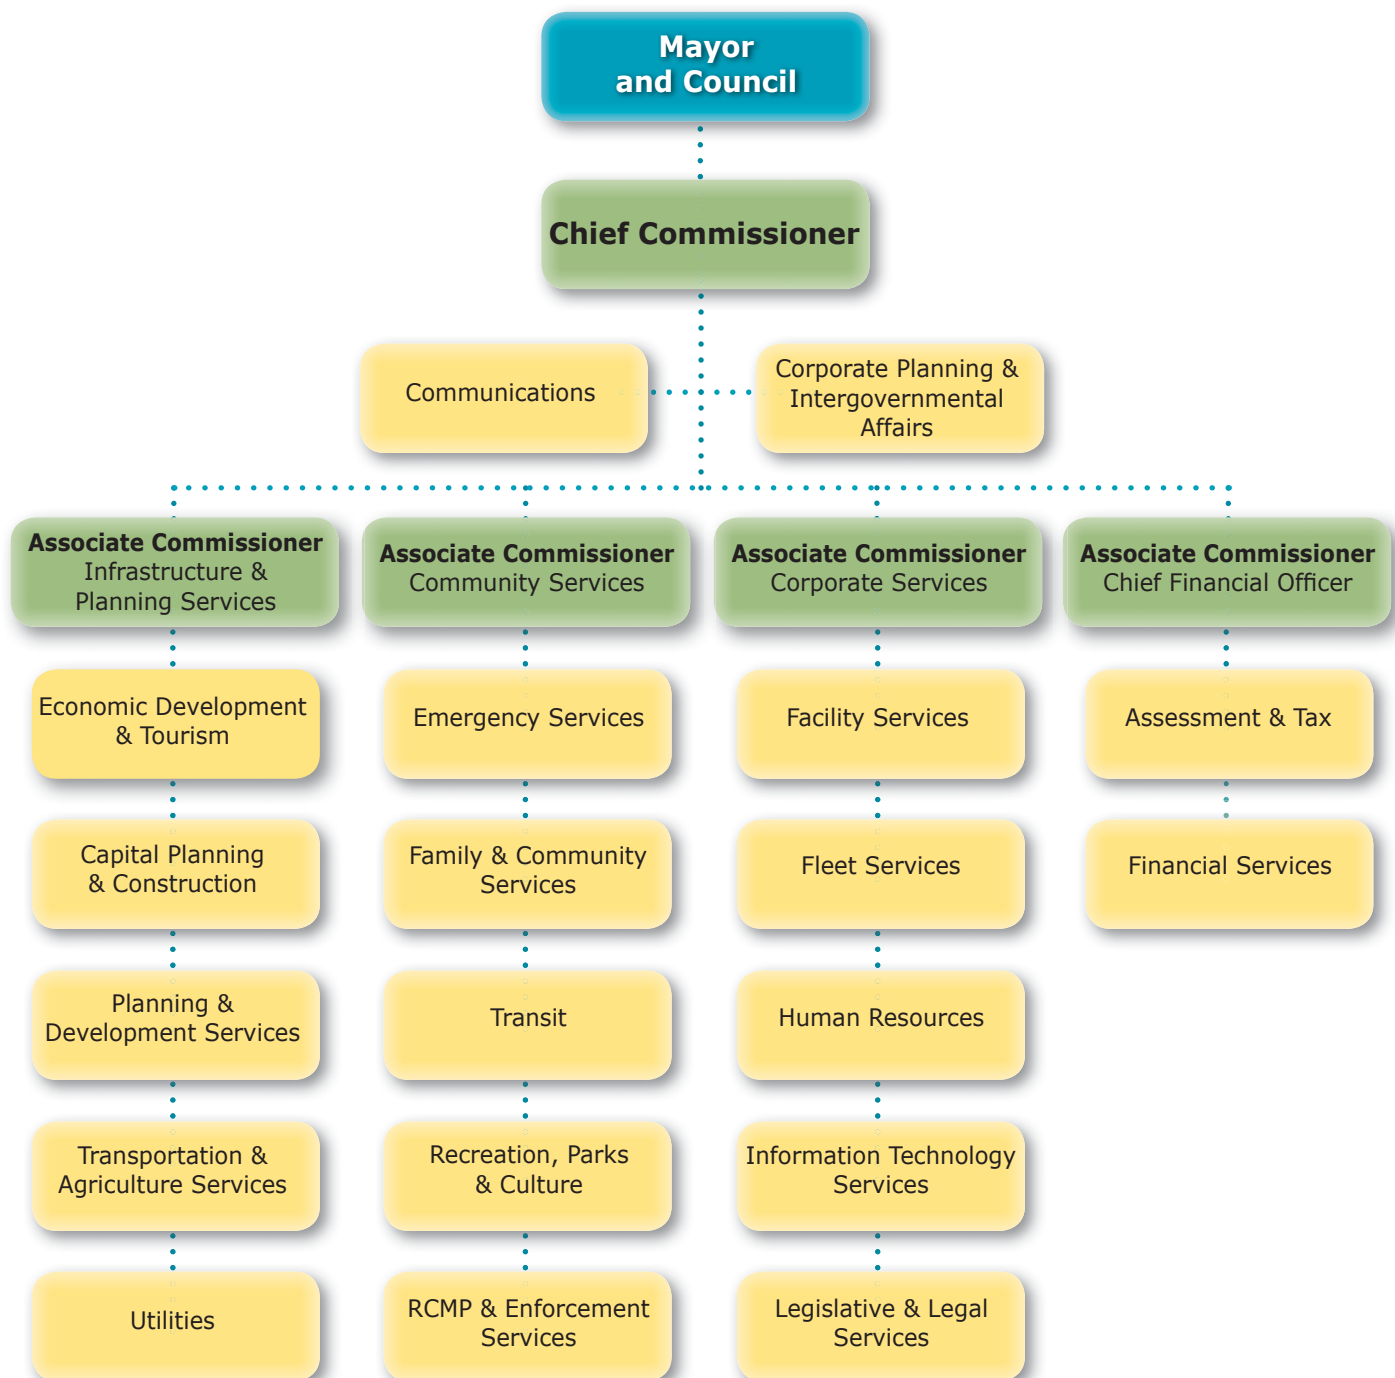 Mayor
and Council
Chief Commissioner
Communications
Corporate Planning &
Intergovernmental
Affairs
Associate Commissioner
Infrastructure &
Planning Services
Associate Commissioner
Community Services
Associate Commissioner
Corporate Services
Associate Commissioner
Chief Financial Officer
Economic Development
& Tourism
Emergency Services
Facility Services
Assessment & Tax
Capital Planning
& Construction
Family & Community
Services
Fleet Services
Financial Services
Planning &
Development Services
Transit
Human Resources
Transportation &
Agriculture Services
Recreation, Parks
& Culture
Information Technology
Services
Utilities
RCMP & Enforcement
Services
Legislative & Legal
Services